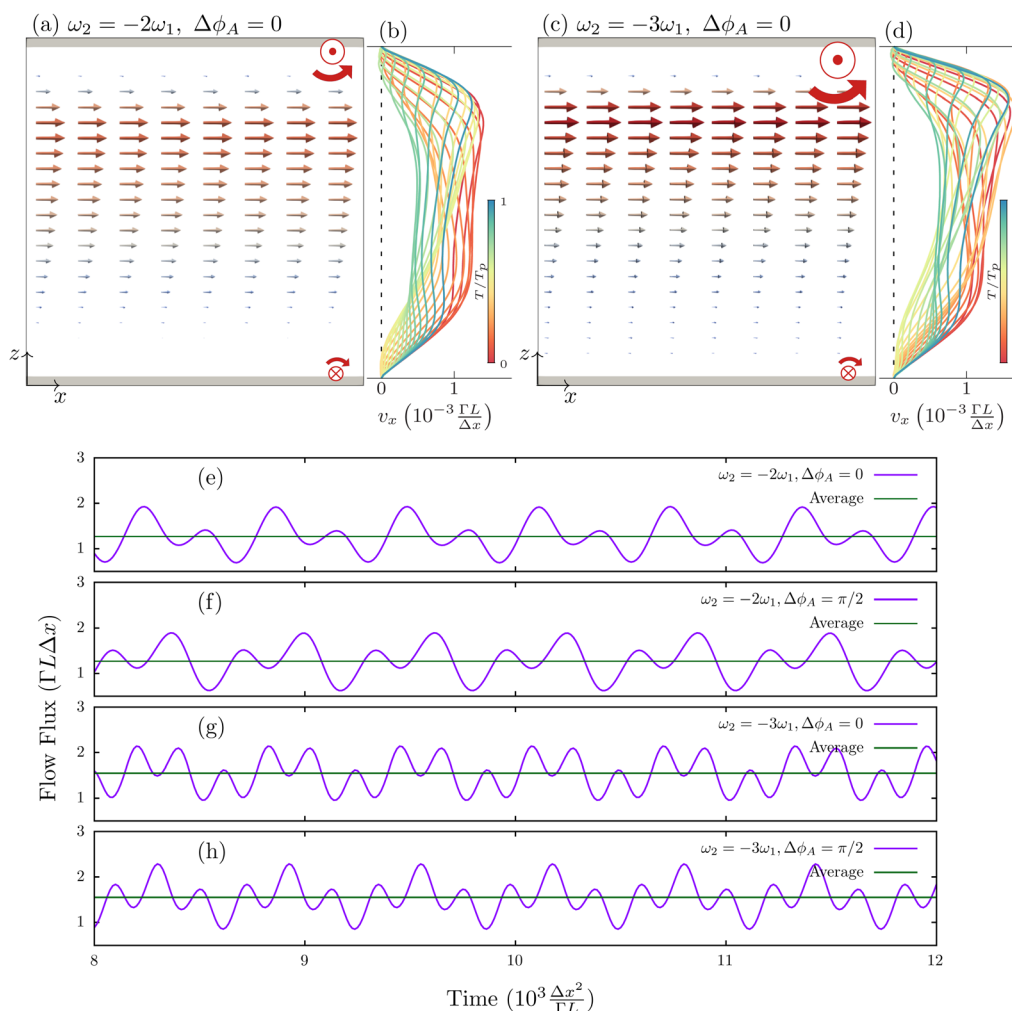 (a) ω₂ = −2ω₁, Δϕ_A = 0
(b)
(c) ω₂ = −3ω₁, Δϕ_A = 0
(d)
z
x
1
T/T_p
0
0 1
v_x (10⁻³ ΓL/Δx)
z
x
T/T_p
0 1
v_x (10⁻³ ΓL/Δx)
Flow Flux (ΓLΔx)
3
2
1
(e)
ω₂ = −2ω₁, Δϕ_A = 0
Average
3
2
1
(f)
ω₂ = −2ω₁, Δϕ_A = π/2
Average
3
2
1
(g)
ω₂ = −3ω₁, Δϕ_A = 0
Average
3
2
1
(h)
ω₂ = −3ω₁, Δϕ_A = π/2
Average
8 9 10 11 12
Time (10³ Δx²/ΓL)